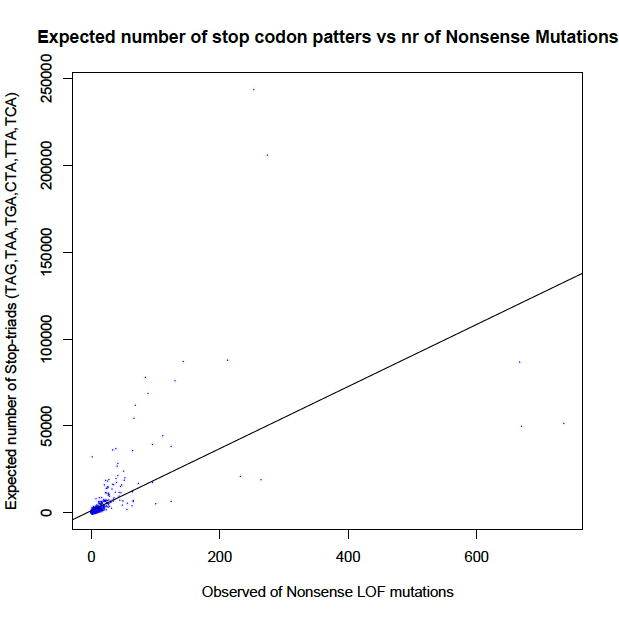 Expected number of stop codon patters vs nr of Nonsense Mutations
Expected number of Stop-triads (TAG,TAA,TGA,CTA,TTA,TCA)
250000
200000
150000
100000
50000
0
0 200 400 600
Observed of Nonsense LOF mutations